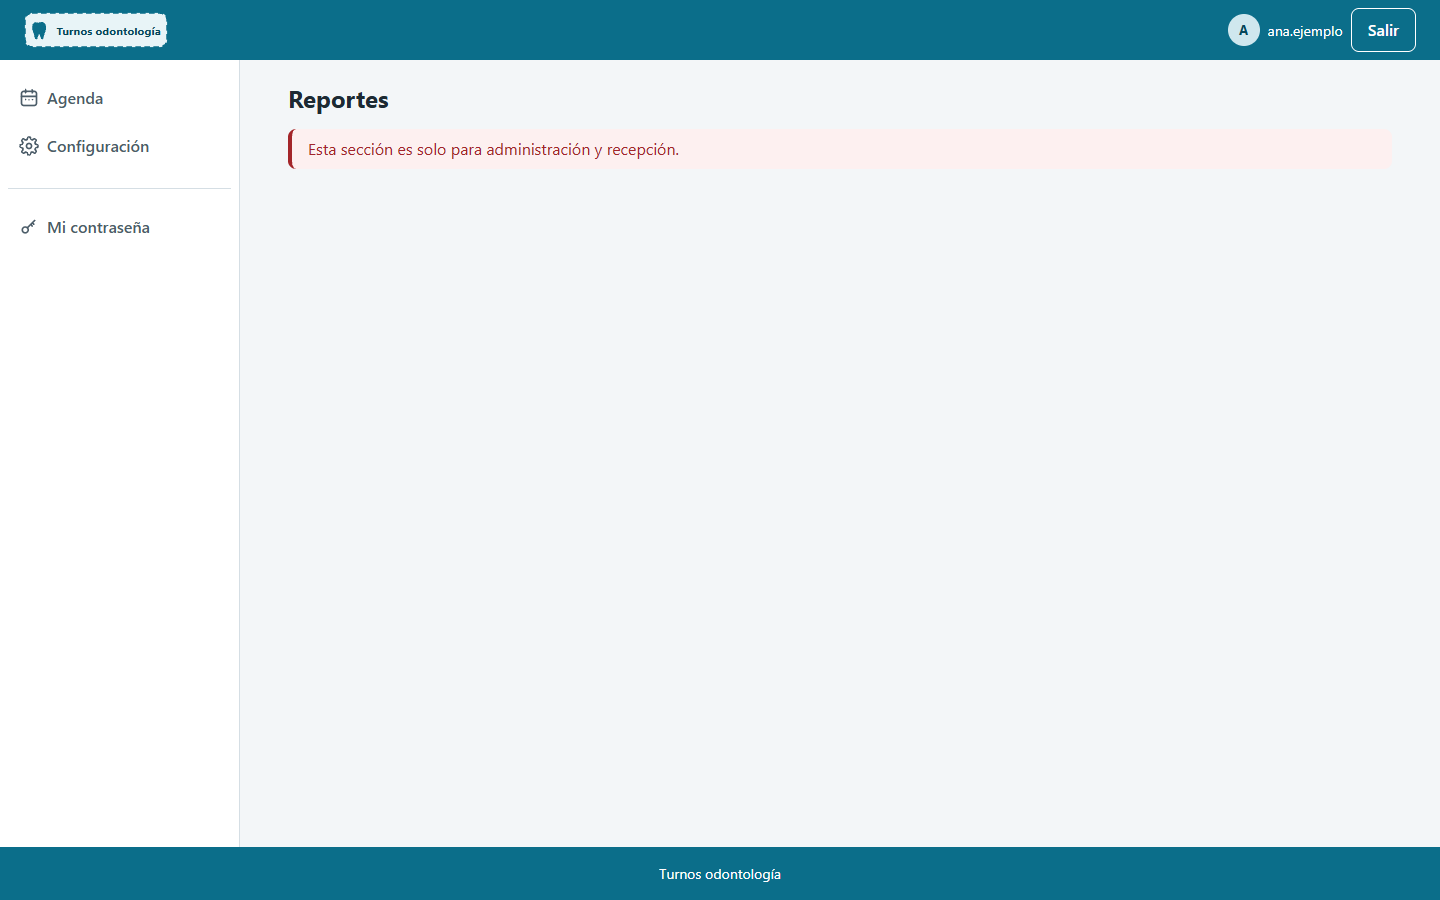 Turnos odontología
A
ana.ejemplo
Salir
Agenda
Configuración
Mi contraseña
Reportes
Esta sección es solo para administración y recepción.
Turnos odontología